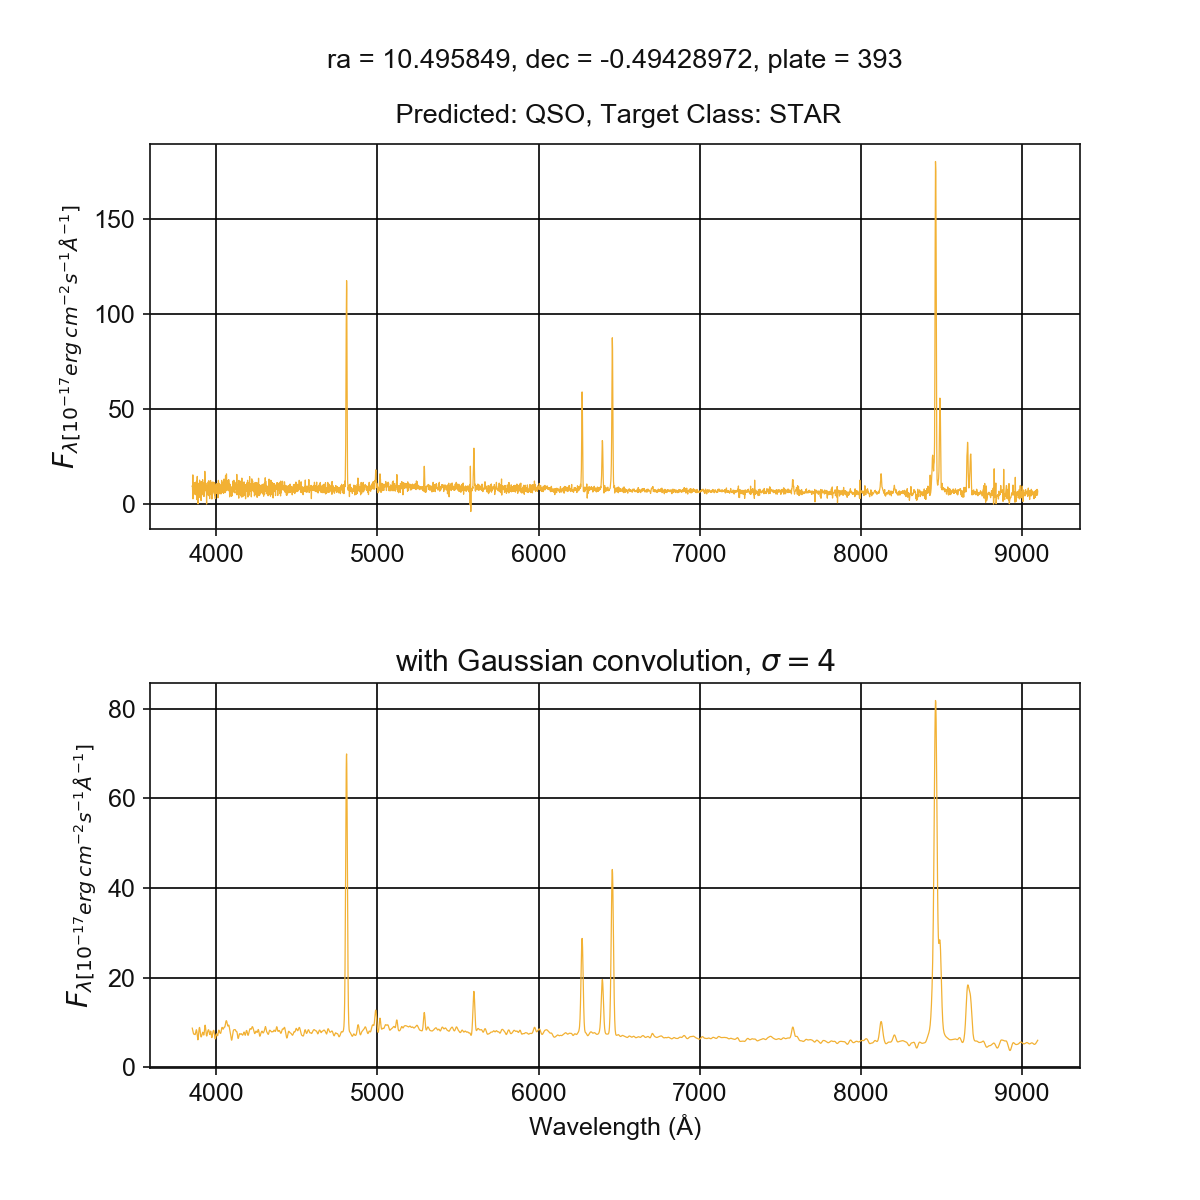 ra = 10.495849, dec = -0.49428972, plate = 393
Predicted: QSO, Target Class: STAR
F_λ[10^−17 erg cm^−2 s^−1 Å^−1]
150
100
50
0
4000 5000 6000 7000 8000 9000
with Gaussian convolution, σ = 4
F_λ[10^−17 erg cm^−2 s^−1 Å^−1]
80
60
40
20
0
4000 5000 6000 7000 8000 9000
Wavelength (Å)